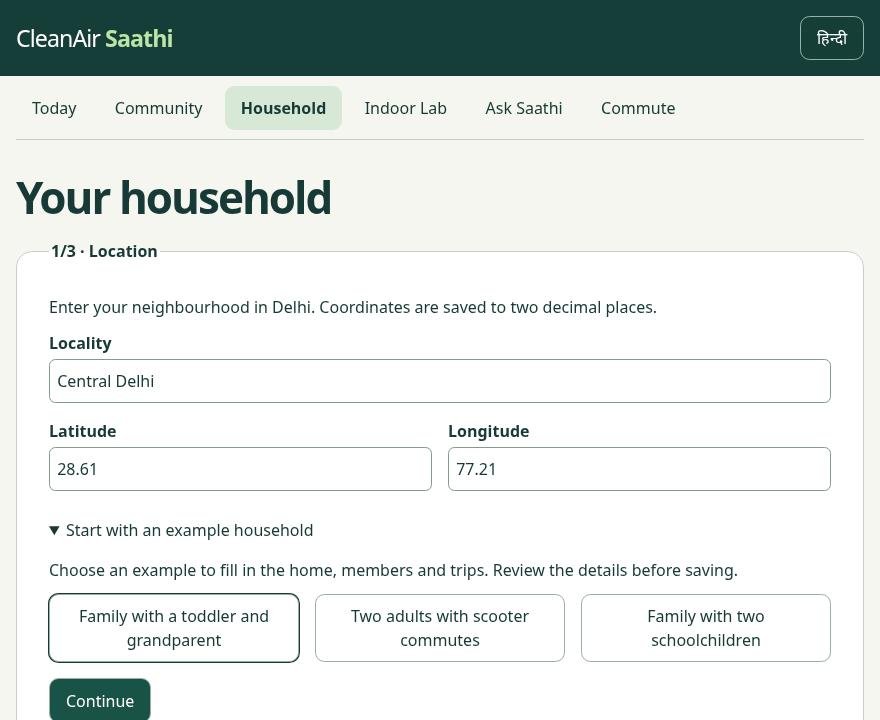 CleanAir Saathi
हिन्दी
Today
Community
Household
Indoor Lab
Ask Saathi
Commute
Your household
1/3 · Location
Enter your neighbourhood in Delhi. Coordinates are saved to two decimal places.
Locality
Central Delhi
Latitude
Longitude
28.61
77.21
▼ Start with an example household
Choose an example to fill in the home, members and trips. Review the details before saving.
Family with a toddler and
grandparent
Two adults with scooter
commutes
Family with two
schoolchildren
Continue